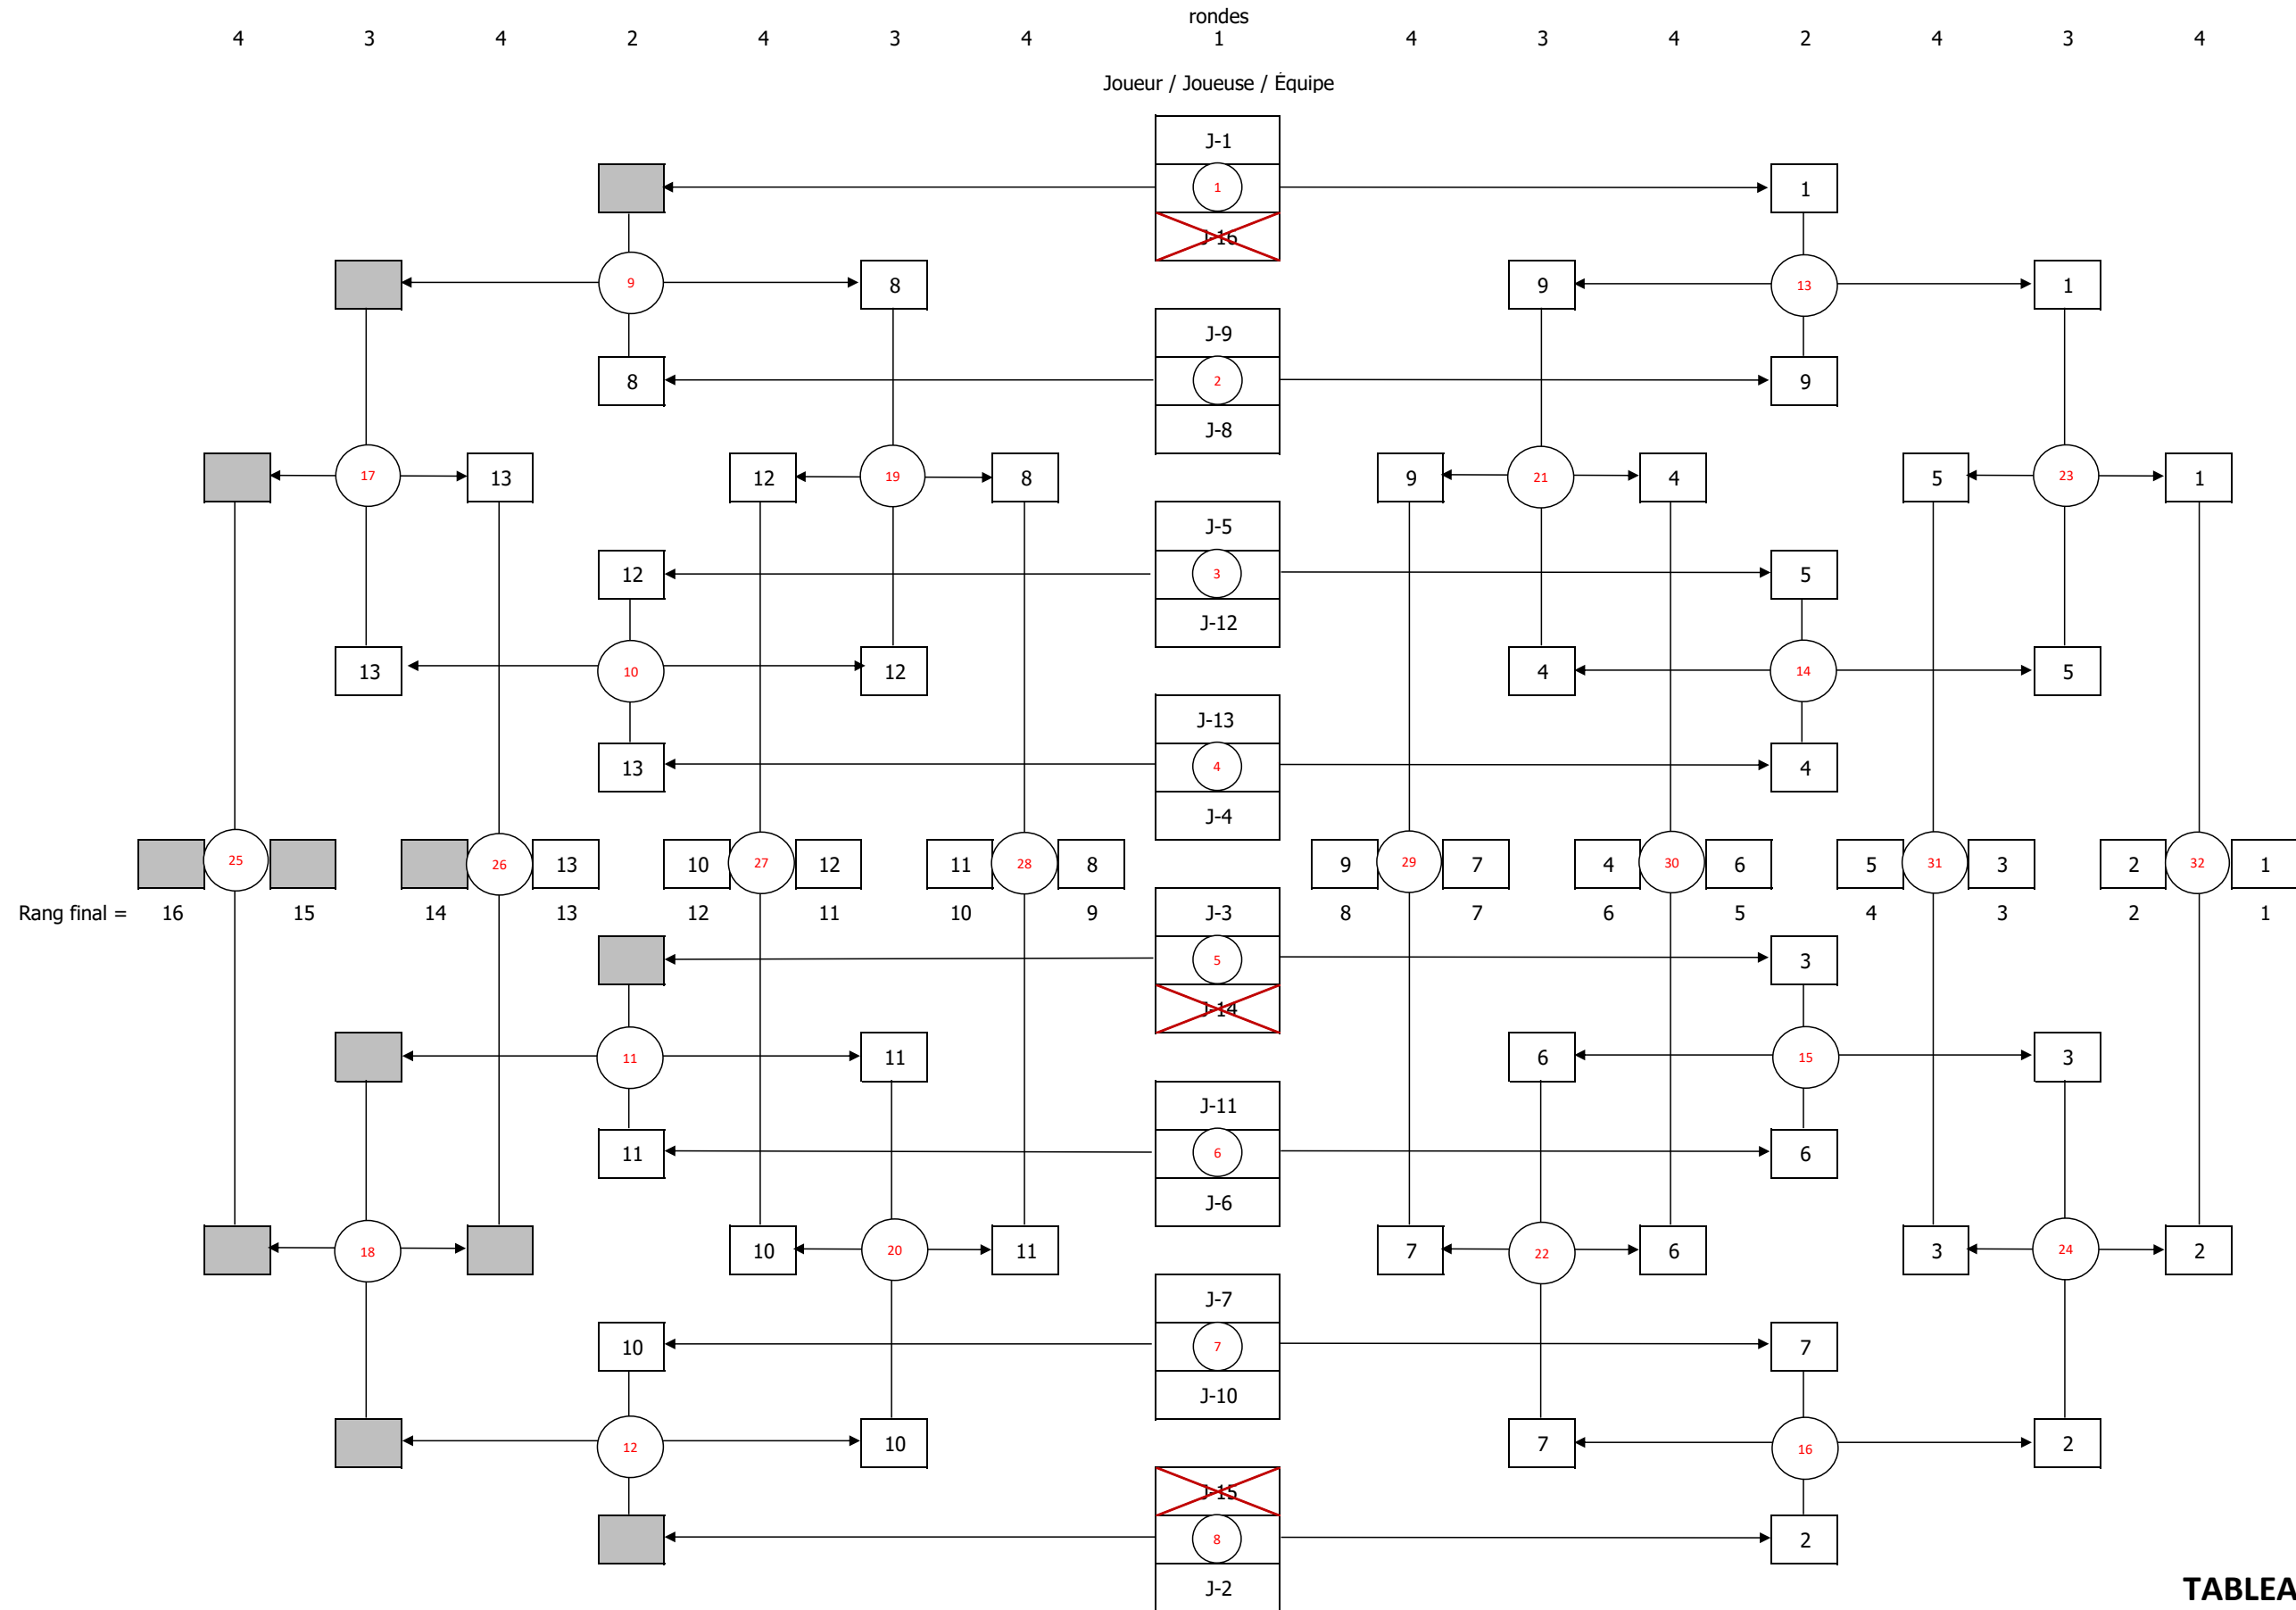 rondes
4 3 4 2 4 3 4 1 4 3 4 2 4 3 4
Joueur / Joueuse / Équipe
J-1
1 1
J-16
9 8 9 13 1
J-9
8 2 9
J-8
17 13 12 19 8 9 21 4 5 23 1
J-5
12 3 5
J-12
13 10 12 4 14 5
J-13
13 4 4
J-4
25 26 13 10 27 12 11 28 8 9 29 7 4 30 6 5 31 3 2 32 1
Rang final = 16 15 14 13 12 11 10 9 J-3 8 7 6 5 4 3 2 1
5 3
J-14
11 11 6 15 3
J-11
11 6 6
J-6
18 10 20 11 7 22 6 3 24 2
J-7
10 7 7
J-10
12 10 7 16 2
J-15
8 2
J-2
TABLEA